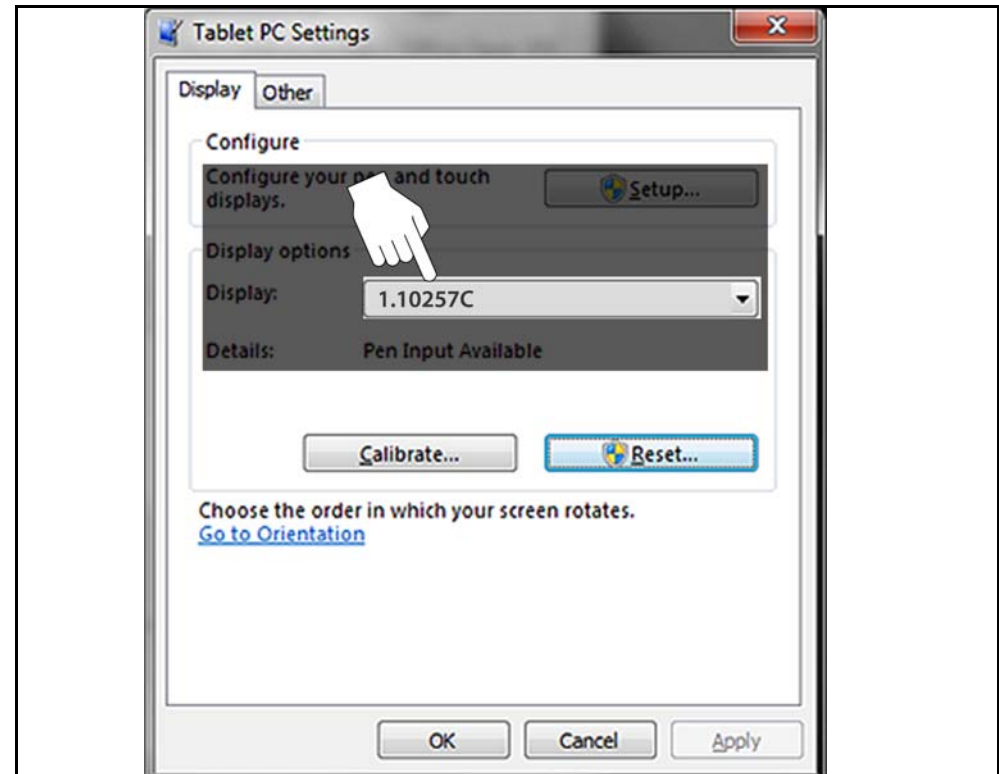 Tablet PC Settings
Display Other
Configure
Configure your pen and touch
displays.
Setup...
Display options
Display: 1.10257C
Details: Pen Input Available
Calibrate... Reset...
Choose the order in which your screen rotates.
Go to Orientation
OK Cancel Apply